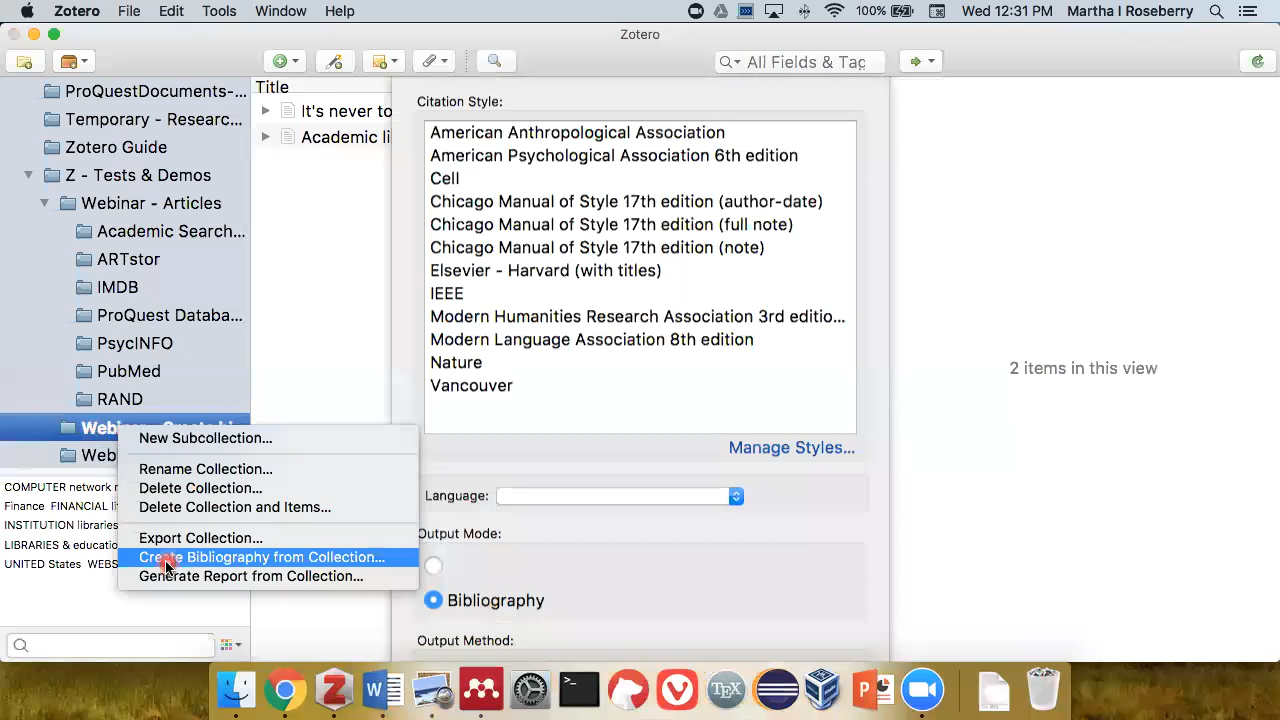 Zotero File Edit Tools Window Help 100% Wed 12:31 PM Martha I Roseberry
Zotero
All Fields & Tag
ProQuestDocuments-...
Temporary - Researc...
Zotero Guide
Z - Tests & Demos
Webinar - Articles
Academic Search...
ARTstor
IMDB
ProQuest Databa...
PsycINFO
PubMed
RAND
Web
COMPUTER network r
Finance FINANCIAL li
INSTITUTION libraries
LIBRARIES & educatio
UNITED States WEBS
Title
It's never to
Academic li
New Subcollection...
Rename Collection...
Delete Collection...
Delete Collection and Items...
Export Collection...
Create Bibliography from Collection...
Generate Report from Collection...
Citation Style:
American Anthropological Association
American Psychological Association 6th edition
Cell
Chicago Manual of Style 17th edition (author-date)
Chicago Manual of Style 17th edition (full note)
Chicago Manual of Style 17th edition (note)
Elsevier - Harvard (with titles)
IEEE
Modern Humanities Research Association 3rd editio...
Modern Language Association 8th edition
Nature
Vancouver
Manage Styles...
Language:
Output Mode:
Bibliography
Output Method:
2 items in this view